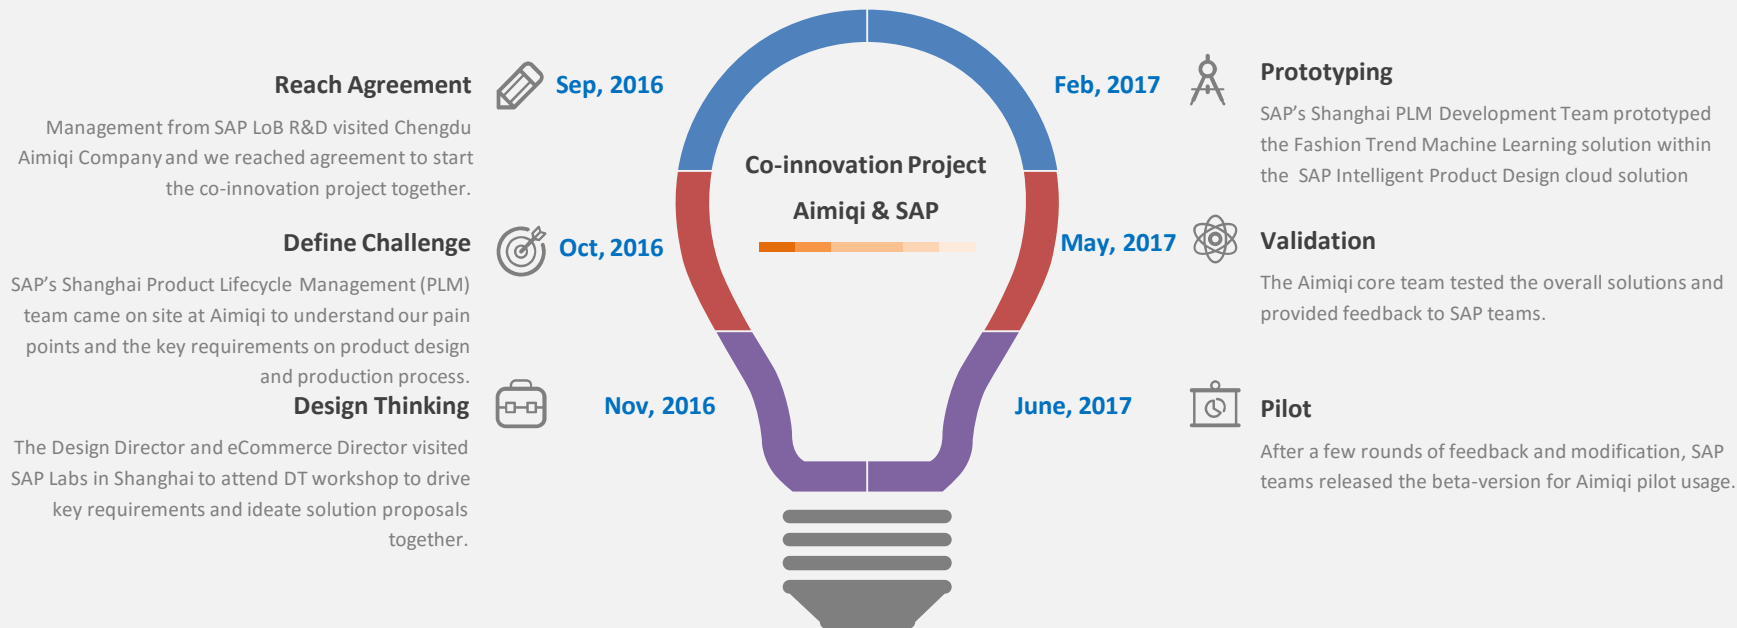 Reach Agreement
Sep, 2016
Management from SAP LoB R&D visited Chengdu
Aimiqi Company and we reached agreement to start
the co-innovation project together.
Define Challenge
Oct, 2016
SAP’s Shanghai Product Lifecycle Management (PLM)
team came on site at Aimiqi to understand our pain
points and the key requirements on product design
and production process.
Design Thinking
Nov, 2016
The Design Director and eCommerce Director visited
SAP Labs in Shanghai to attend DT workshop to drive
key requirements and ideate solution proposals
together.
Co-innovation Project
Aimiqi & SAP
Feb, 2017
Prototyping
SAP’s Shanghai PLM Development Team prototyped
the Fashion Trend Machine Learning solution within
the SAP Intelligent Product Design cloud solution
May, 2017
Validation
The Aimiqi core team tested the overall solutions and
provided feedback to SAP teams.
June, 2017
Pilot
After a few rounds of feedback and modification, SAP
teams released the beta-version for Aimiqi pilot usage.